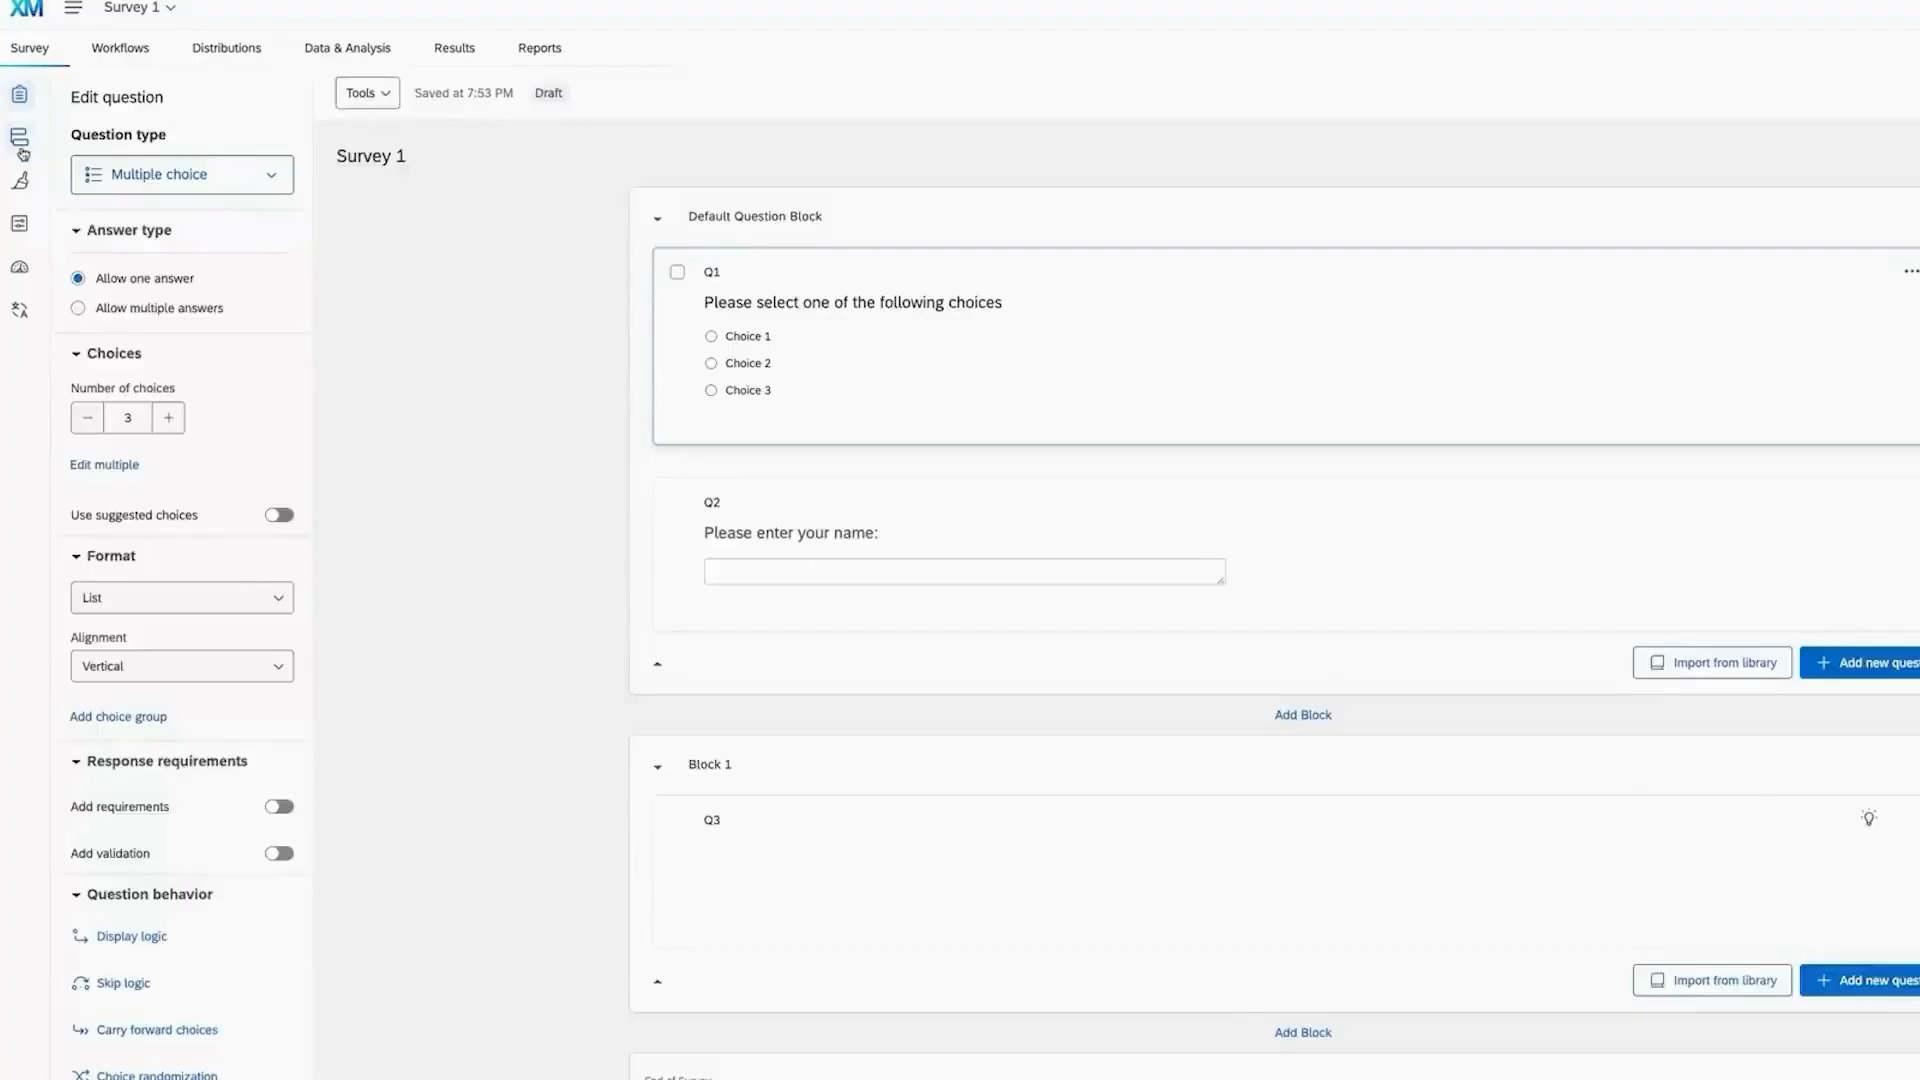 XM
Survey 1
Survey
Workflows
Distributions
Data & Analysis
Results
Reports
Edit question
Tools
Saved at 7:53 PM
Draft
Question type
Multiple choice
Survey 1
Answer type
Allow one answer
Allow multiple answers
Choices
Number of choices
3
Edit multiple
Use suggested choices
Format
List
Alignment
Vertical
Add choice group
Response requirements
Add requirements
Add validation
Question behavior
Display logic
Skip logic
Carry forward choices
Choice randomization
Default Question Block
Q1
Please select one of the following choices
Choice 1
Choice 2
Choice 3
Q2
Please enter your name:
Import from library
Add new ques
Add Block
Block 1
Q3
Import from library
Add new ques
Add Block